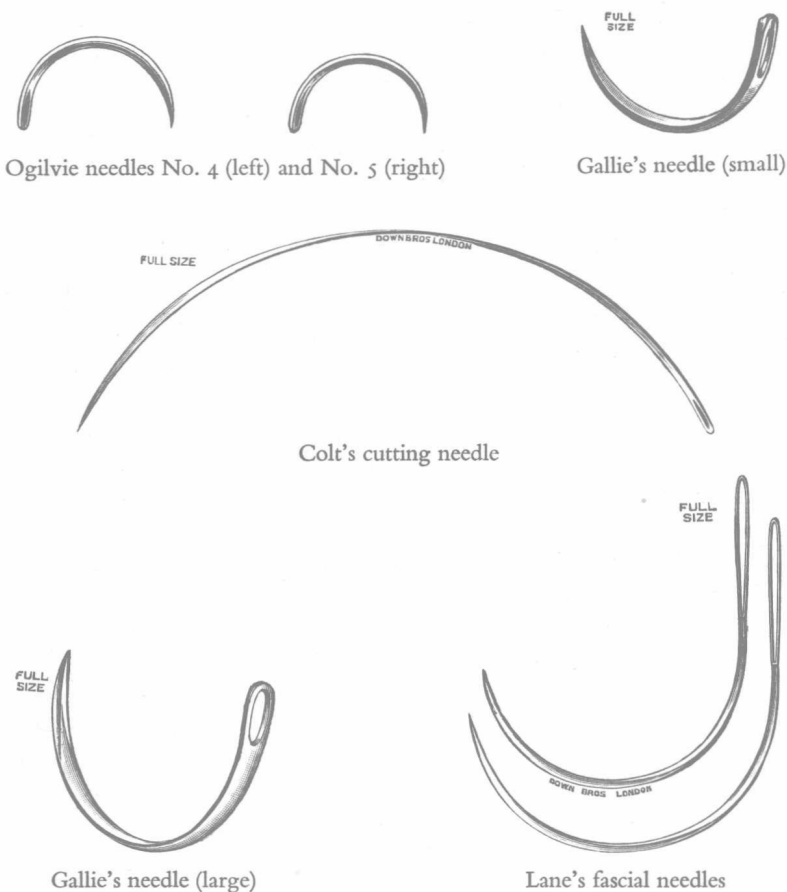 FULL
SIZE
Ogilvie needles No. 4 (left) and No. 5 (right)
Gallie's needle (small)
FULL SIZE
DOWN BROS LONDON
Colt's cutting needle
FULL
SIZE
FULL
SIZE
DOWN BROS LONDON
Gallie's needle (large)
Lane's fascial needles